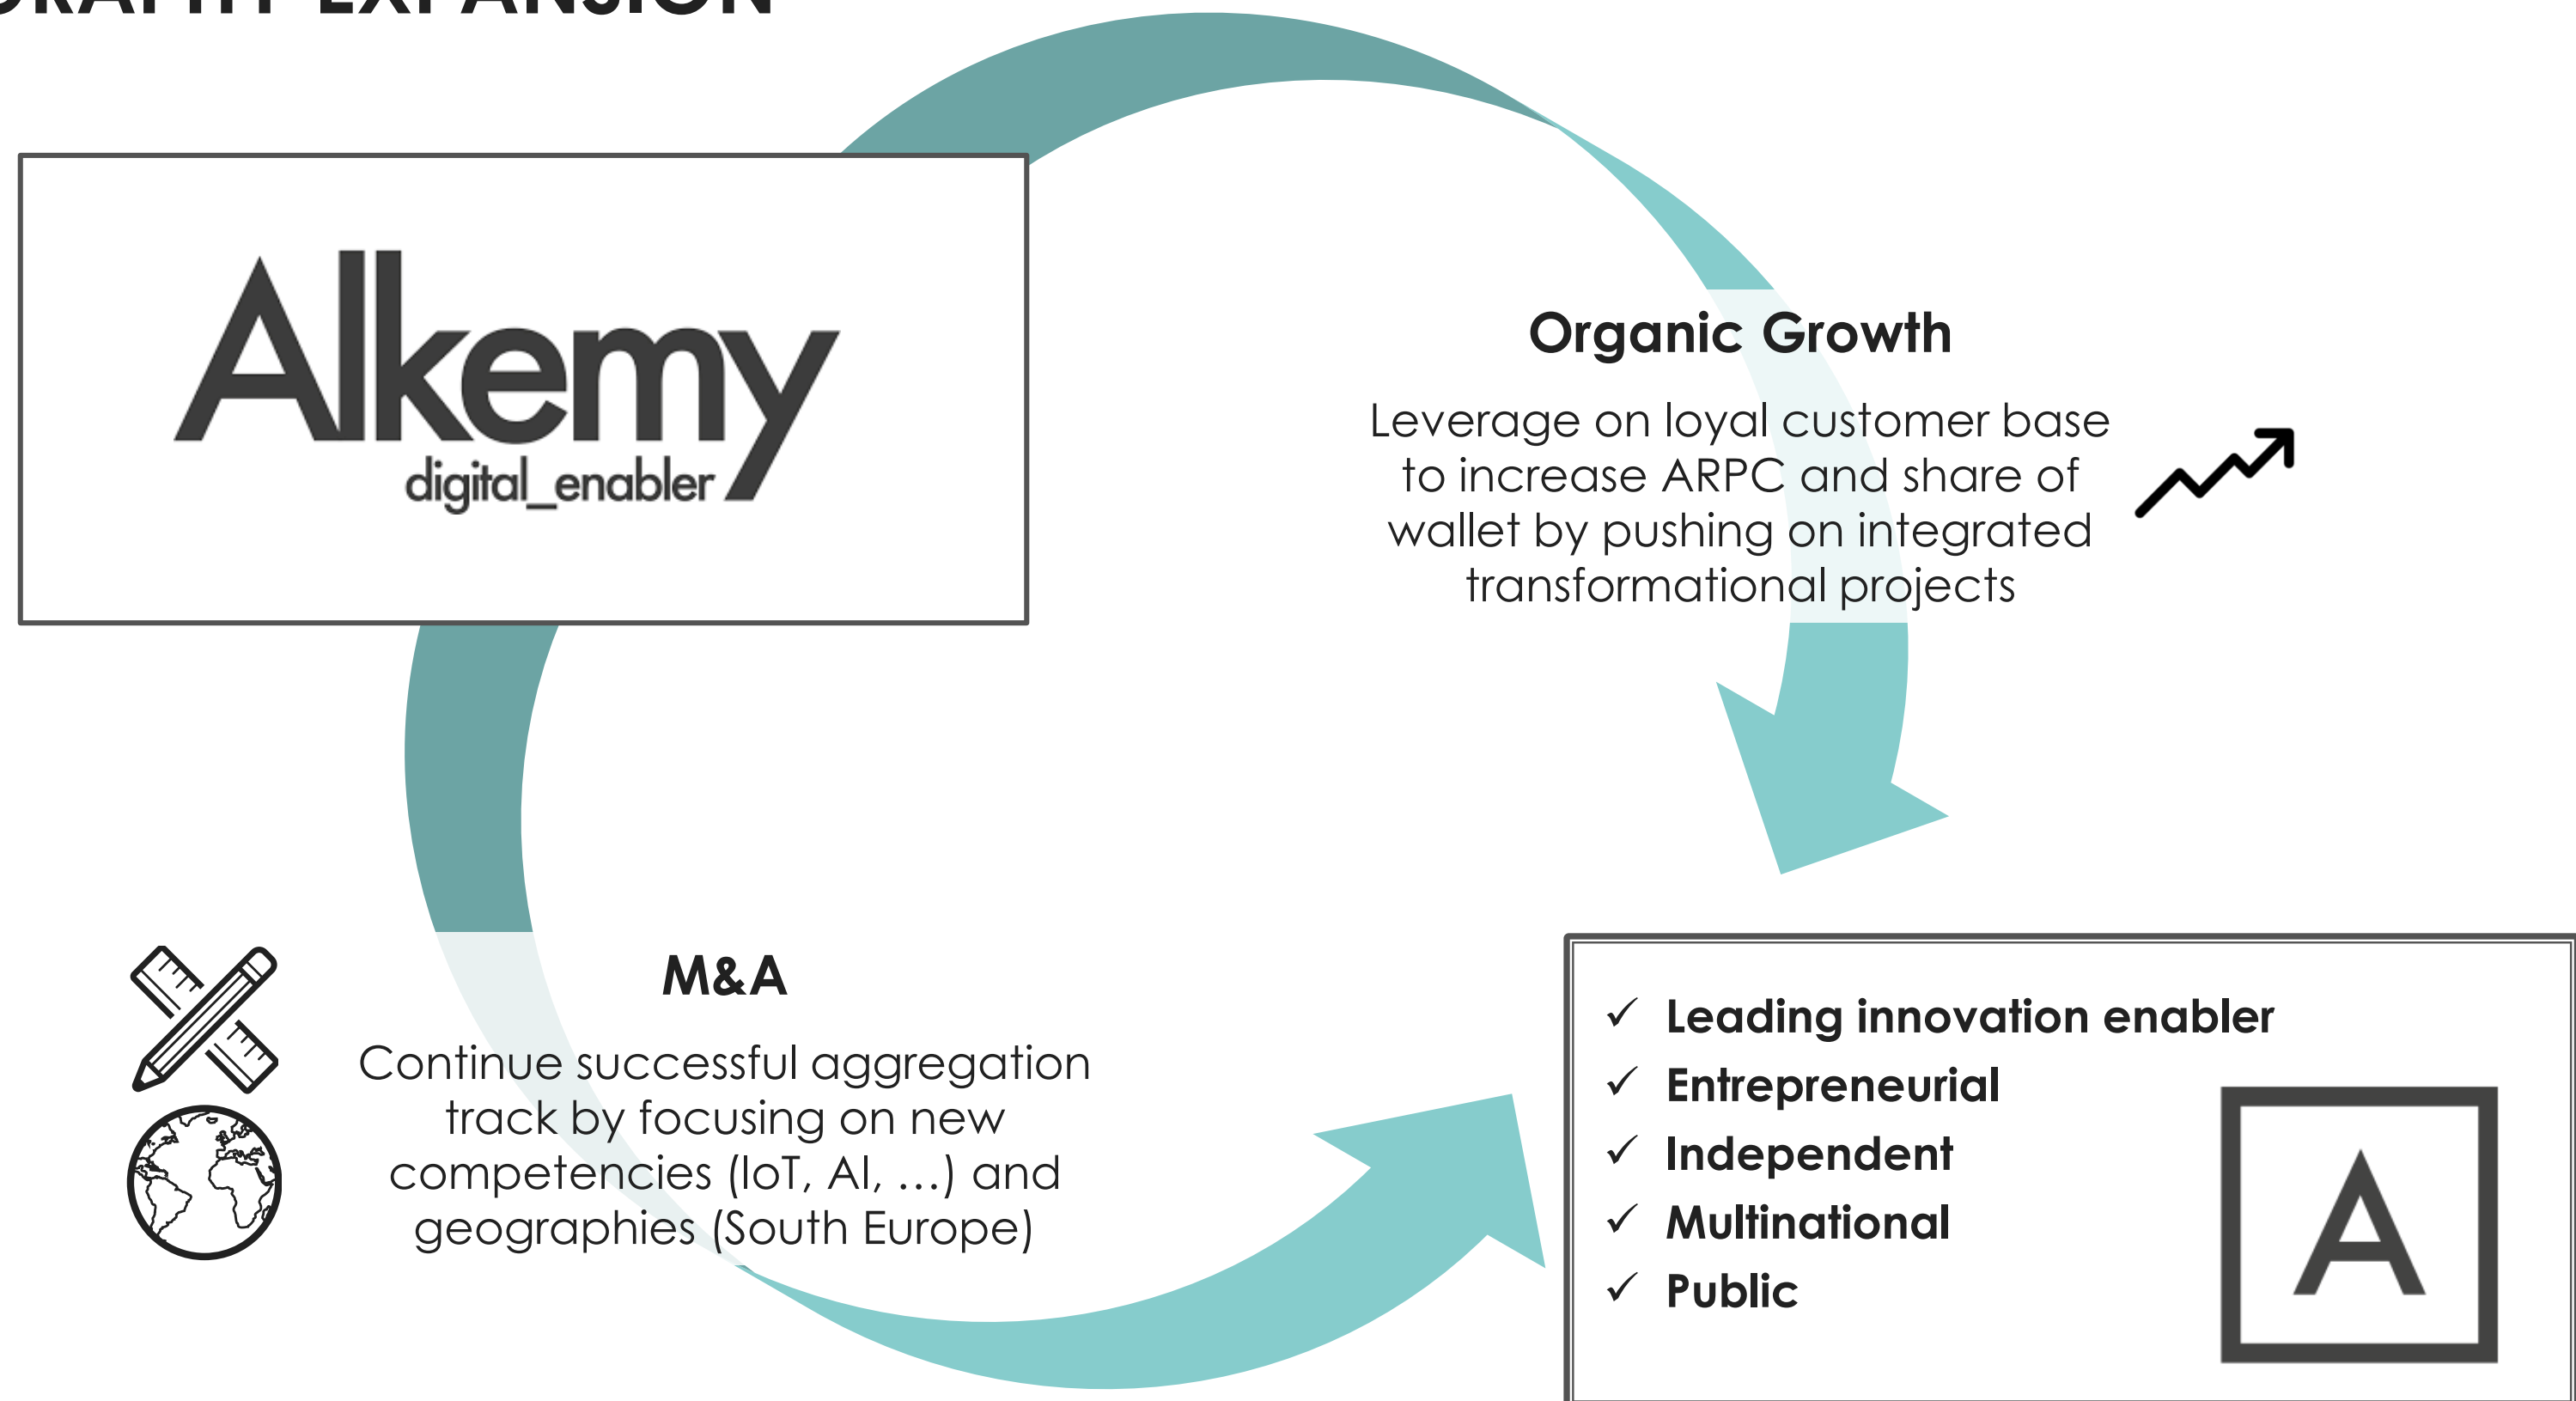 EXPANSION
Alkemy
digital_enabler
Organic Growth
Leverage on loyal customer base
to increase ARPC and share of
wallet by pushing on integrated
transformational projects
M&A
Continue successful aggregation
track by focusing on new
competencies (IoT, AI, ...) and
geographies (South Europe)
✓ Leading innovation enabler
✓ Entrepreneurial
✓ Independent
✓ Multinational
✓ Public
A